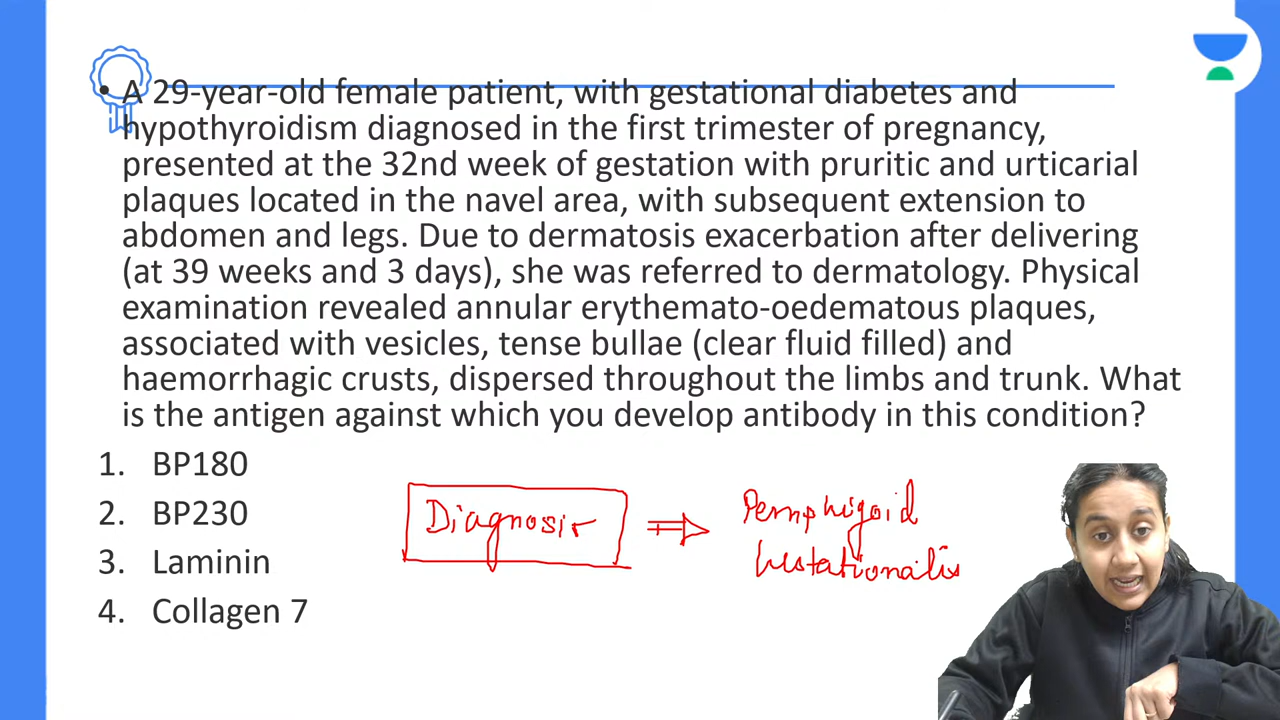 • A 29-year-old female patient, with gestational diabetes and
hypothyroidism diagnosed in the first trimester of pregnancy,
presented at the 32nd week of gestation with pruritic and urticarial
plaques located in the navel area, with subsequent extension to
abdomen and legs. Due to dermatosis exacerbation after delivering
(at 39 weeks and 3 days), she was referred to dermatology. Physical
examination revealed annular erythemato-oedematous plaques,
associated with vesicles, tense bullae (clear fluid filled) and
haemorrhagic crusts, dispersed throughout the limbs and trunk. What
is the antigen against which you develop antibody in this condition?
1. BP180
2. BP230
3. Laminin
4. Collagen 7
Diagnosis ⇒ Pemphigoid
Gestationalis